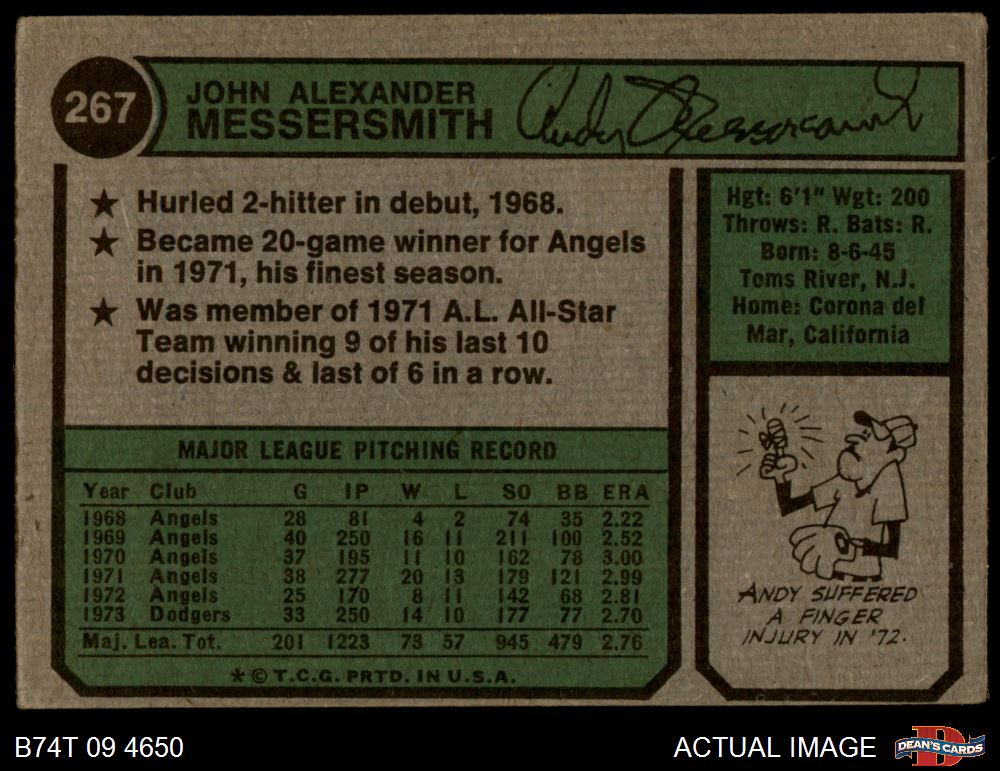 267
JOHN ALEXANDER
MESSERSMITH
Andy Messersmith
★ Hurled 2-hitter in debut, 1968.
★ Became 20-game winner for Angels
in 1971, his finest season.
★ Was member of 1971 A.L. All-Star
Team winning 9 of his last 10
decisions & last of 6 in a row.
Hgt: 6'1" Wgt: 200
Throws: R. Bats: R.
Born: 8-6-45
Toms River, N.J.
Home: Corona del
Mar, California
MAJOR LEAGUE PITCHING RECORD
Year Club G IP W L SO BB ERA
1968 Angels 28 81 4 2 74 35 2.22
1969 Angels 40 250 16 11 211 100 2.52
1970 Angels 37 195 11 10 162 78 3.00
1971 Angels 38 277 20 13 179 121 2.99
1972 Angels 25 170 8 11 142 68 2.81
1973 Dodgers 33 250 14 10 177 77 2.70
Maj. Lea. Tot. 201 1223 73 57 945 479 2.76
* © T.C.G. PRTD. IN U.S.A.
ANDY SUFFERED
A FINGER
INJURY IN '72.
B74T 09 4650
ACTUAL IMAGE
DEAN'S CARDS